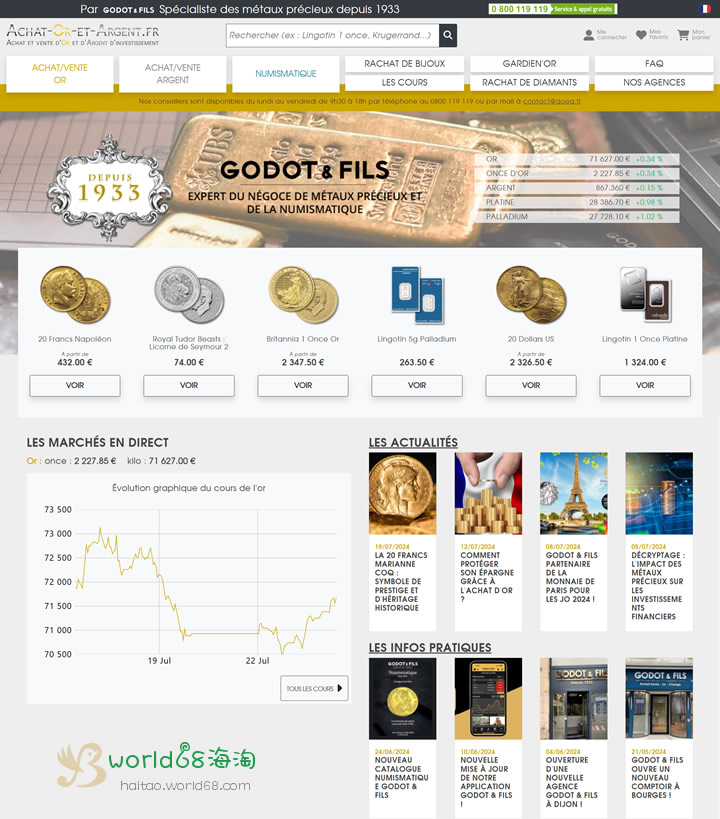 Par GODOT & FILS Spécialiste des métaux précieux depuis 1933
0 800 119 119 Service & appel gratuits
ACHAT-OR-ET-ARGENT.FR
ACHAT ET VENTE D'OR ET D'ARGENT D'INVESTISSEMENT
Rechercher (ex : Lingotin 1 once, Krugerrand...)
Me connecter
Mes favoris
Mon panier
ACHAT/VENTE
OR
ACHAT/VENTE
ARGENT
NUMISMATIQUE
RACHAT DE BIJOUX
GARDIEN'OR
FAQ
LES COURS
RACHAT DE DIAMANTS
NOS AGENCES
Nos conseillers sont disponibles du lundi au vendredi de 9h30 à 18h par téléphone au 0800 119 119 ou par mail à contact@aoea.fr
DEPUIS
1933
GODOT & FILS
EXPERT DU NÉGOCE DE MÉTAUX PRÉCIEUX ET
DE LA NUMISMATIQUE
OR 71 627.00 € +0.34 %
ONCE D'OR 2 227.85 € +0.34 %
ARGENT 867.360 € +0.15 %
PLATINE 28 386.70 € +0.98 %
PALLADIUM 27 728.10 € +1.02 %
20 Francs Napoléon
À partir de
432.00 €
VOIR
Royal Tudor Beasts :
Licorne de Seymour 2
74.00 €
VOIR
Britannia 1 Once Or
À partir de
2 347.50 €
VOIR
Lingotin 5g Palladium
263.50 €
VOIR
20 Dollars US
À partir de
2 326.50 €
VOIR
Lingotin 1 Once Platine
1 324.00 €
VOIR
LES MARCHÉS EN DIRECT
Or : once : 2 227.85 € kilo : 71 627.00 €
Évolution graphique du cours de l'or
73 500
73 000
72 500
72 000
71 500
71 000
70 500
19 Jul
22 Jul
TOUS LES COURS
LES ACTUALITÉS
19/07/2024
LA 20 FRANCS
MARIANNE
COQ :
SYMBOLE DE
PRESTIGE ET
D'HÉRITAGE
HISTORIQUE
12/07/2024
COMMENT
PROTÉGER
SON ÉPARGNE
GRÂCE À
L'ACHAT D'OR
?
08/07/2024
GODOT & FILS
PARTENAIRE
DE LA
MONNAIE DE
PARIS POUR
LES JO 2024 !
05/07/2024
DÉCRYPTAGE :
L'IMPACT DES
MÉTAUX
PRÉCIEUX SUR
LES
INVESTISSEME
NTS
FINANCIERS
LES INFOS PRATIQUES
GODOT & FILS
Numismatique
GODOT & FILS
GODOT & FILS
24/06/2024
NOUVEAU
CATALOGUE
NUMISMATIQU
E GODOT &
FILS
10/06/2024
NOUVELLE
MISE À JOUR
DE NOTRE
APPLICATION
GODOT & FILS
!
04/06/2024
OUVERTURE
D'UNE
NOUVELLE
AGENCE
GODOT & FILS
À DIJON !
21/05/2024
GODOT & FILS
OUVRE UN
NOUVEAU
COMPTOIR À
BOURGES !
world68海淘
haitao.world68.com